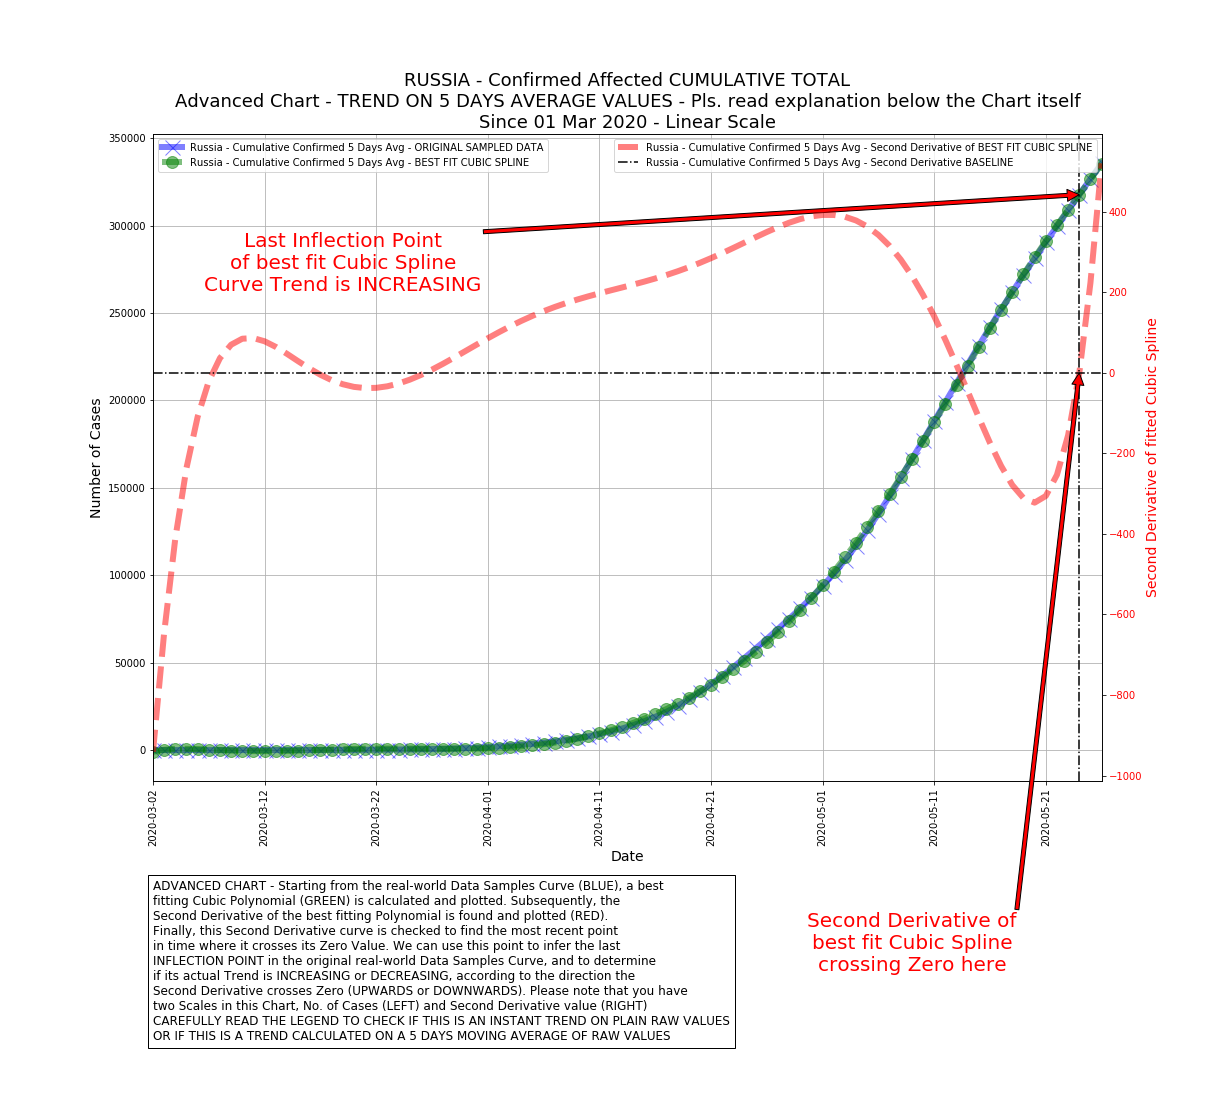 RUSSIA - Confirmed Affected CUMULATIVE TOTAL
Advanced Chart - TREND ON 5 DAYS AVERAGE VALUES - Pls. read explanation below the Chart itself
Since 01 Mar 2020 - Linear Scale
Russia - Cumulative Confirmed 5 Days Avg - ORIGINAL SAMPLED DATA
Russia - Cumulative Confirmed 5 Days Avg - BEST FIT CUBIC SPLINE
Russia - Cumulative Confirmed 5 Days Avg - Second Derivative of BEST FIT CUBIC SPLINE
Russia - Cumulative Confirmed 5 Days Avg - Second Derivative BASELINE
Last Inflection Point
of best fit Cubic Spline
Curve Trend is INCREASING
Number of Cases
350000
300000
250000
200000
150000
100000
50000
0
400
200
0
−200
−400
−600
−800
−1000
Second Derivative of fitted Cubic Spline
2020-03-02
2020-03-12
2020-03-22
2020-04-01
2020-04-11
2020-04-21
2020-05-01
2020-05-11
2020-05-21
Date
ADVANCED CHART - Starting from the real-world Data Samples Curve (BLUE), a best
fitting Cubic Polynomial (GREEN) is calculated and plotted. Subsequently, the
Second Derivative of the best fitting Polynomial is found and plotted (RED).
Finally, this Second Derivative curve is checked to find the most recent point
in time where it crosses its Zero Value. We can use this point to infer the last
INFLECTION POINT in the original real-world Data Samples Curve, and to determine
if its actual Trend is INCREASING or DECREASING, according to the direction the
Second Derivative crosses Zero (UPWARDS or DOWNWARDS). Please note that you have
two Scales in this Chart, No. of Cases (LEFT) and Second Derivative value (RIGHT)
CAREFULLY READ THE LEGEND TO CHECK IF THIS IS AN INSTANT TREND ON PLAIN RAW VALUES
OR IF THIS IS A TREND CALCULATED ON A 5 DAYS MOVING AVERAGE OF RAW VALUES
Second Derivative of
best fit Cubic Spline
crossing Zero here